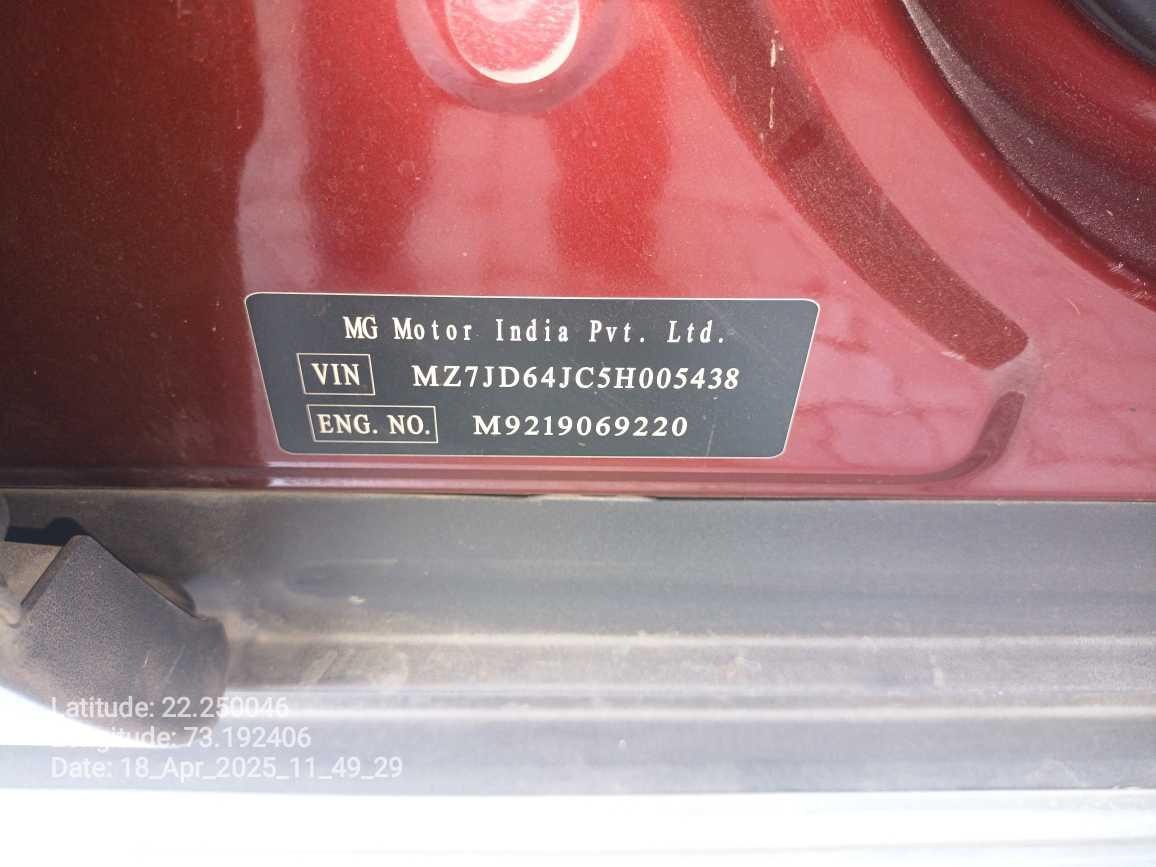 MG Motor India Pvt. Ltd.
VIN MZ7JD64JC5H005438
ENG. NO. M9219069220
Latitude: 22.250046
Longitude: 73.192406
Date: 18_Apr_2025_11_49_29